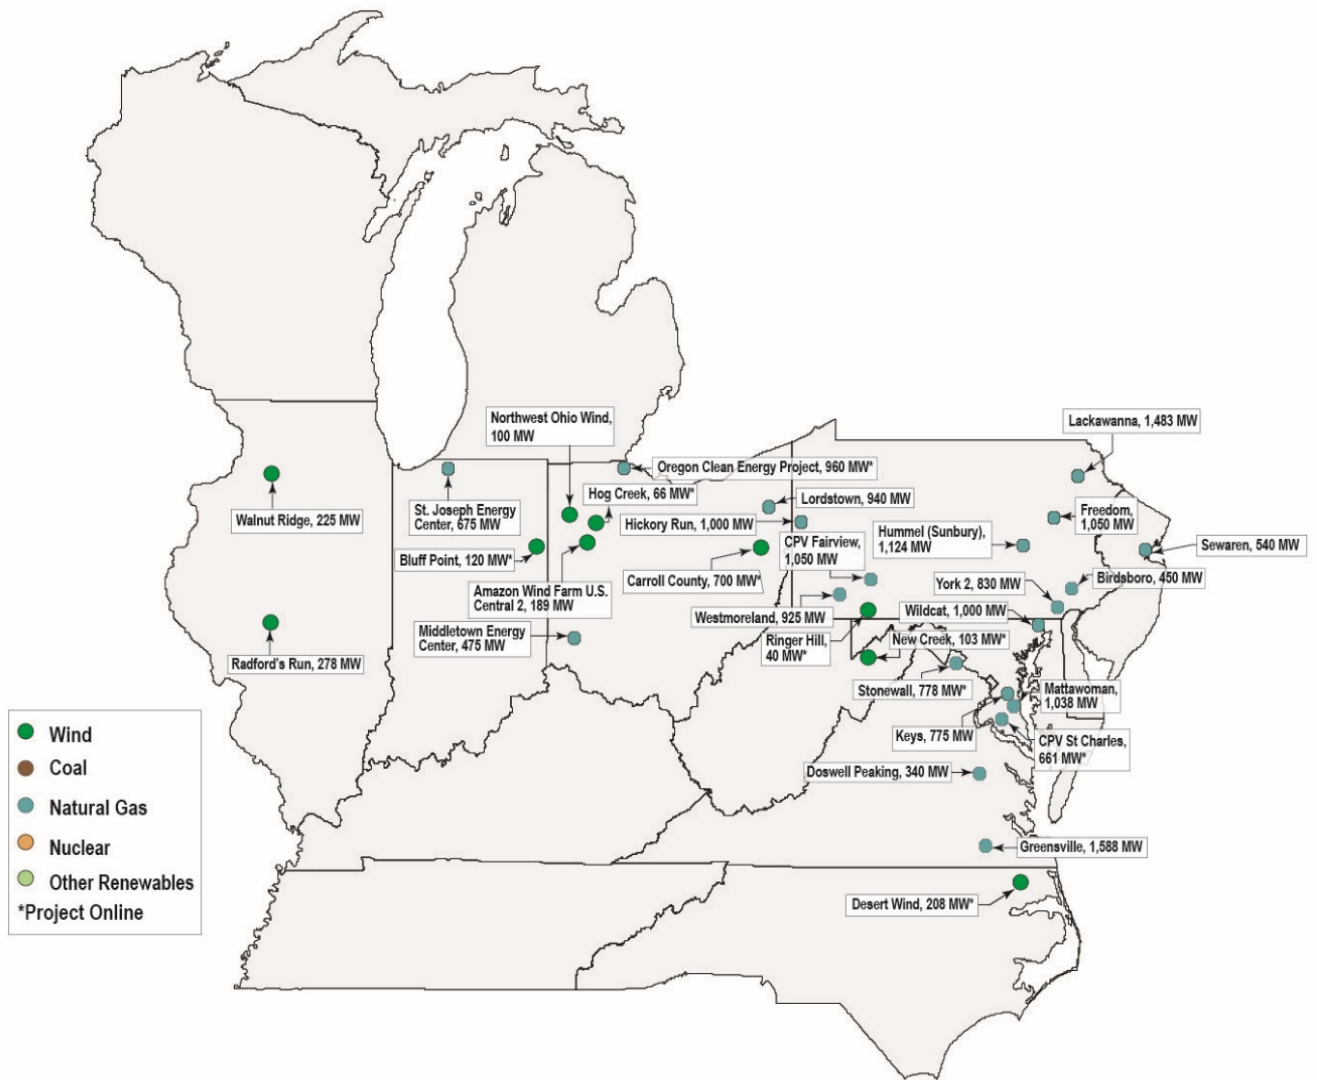 Lackawanna, 1,483 MW
Northwest Ohio Wind,
100 MW
Oregon Clean Energy Project, 960 MW*
Hog Creek, 66 MW*
Lordstown, 940 MW
Walnut Ridge, 225 MW
St. Joseph Energy
Center, 675 MW
Hickory Run, 1,000 MW
Freedom,
1,050 MW
Hummel (Sunbury),
1,124 MW
Sewaren, 540 MW
CPV Fairview,
1,050 MW
Bluff Point, 120 MW*
Carroll County, 700 MW*
York 2, 830 MW
Birdsboro, 450 MW
Amazon Wind Farm U.S.
Central 2, 189 MW
Westmoreland, 925 MW
Wildcat, 1,000 MW
Middletown Energy
Center, 475 MW
Ringer Hill,
40 MW*
New Creek, 103 MW*
Radford's Run, 278 MW
Stonewall, 778 MW*
Mattawoman,
1,038 MW
Keys, 775 MW
CPV St Charles,
661 MW*
Doswell Peaking, 340 MW
Greensville, 1,588 MW
Desert Wind, 208 MW*
Wind
Coal
Natural Gas
Nuclear
Other Renewables
*Project Online